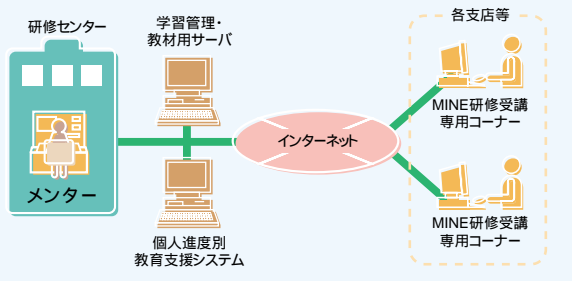 研修センター
メンター
学習管理・
教材用サーバ
個人進度別
教育支援システム
インターネット
各支店等
MINE研修受講
専用コーナー
MINE研修受講
専用コーナー